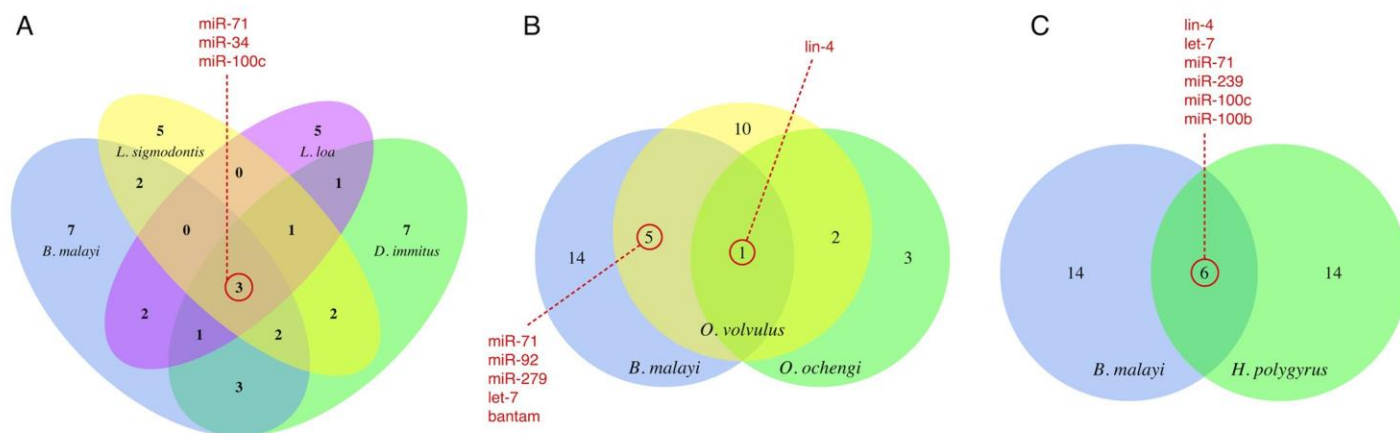 A
miR-71
miR-34
miR-100c
5
L. sigmodontis
5
L. loa
0
2
1
7
B. malayi
0
1
7
D. immitus
3
2
1
2
2
3
B
lin-4
10
14
5
1
2
3
O. volvulus
B. malayi
O. ochengi
miR-71
miR-92
miR-279
let-7
bantam
C
lin-4
let-7
miR-71
miR-239
miR-100c
miR-100b
14
6
14
B. malayi
H. polygyrus